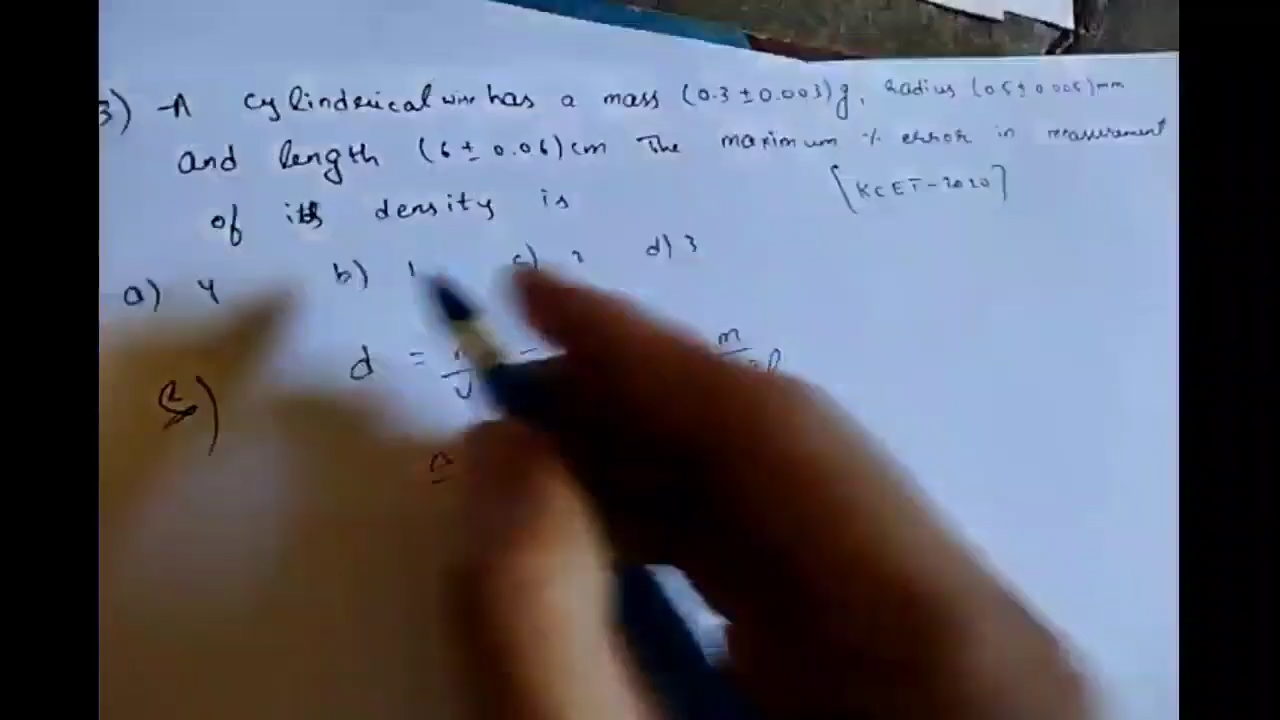 3) A cylinderical wire has a mass (0.3 ± 0.003)g, radius (0.5 ± 0.005) mm
and length (6 ± 0.06) cm The maximum % error in measurement
of its density is
[KCET-2020]
a) 4 b) 1 c) 2 d) 3
d = m